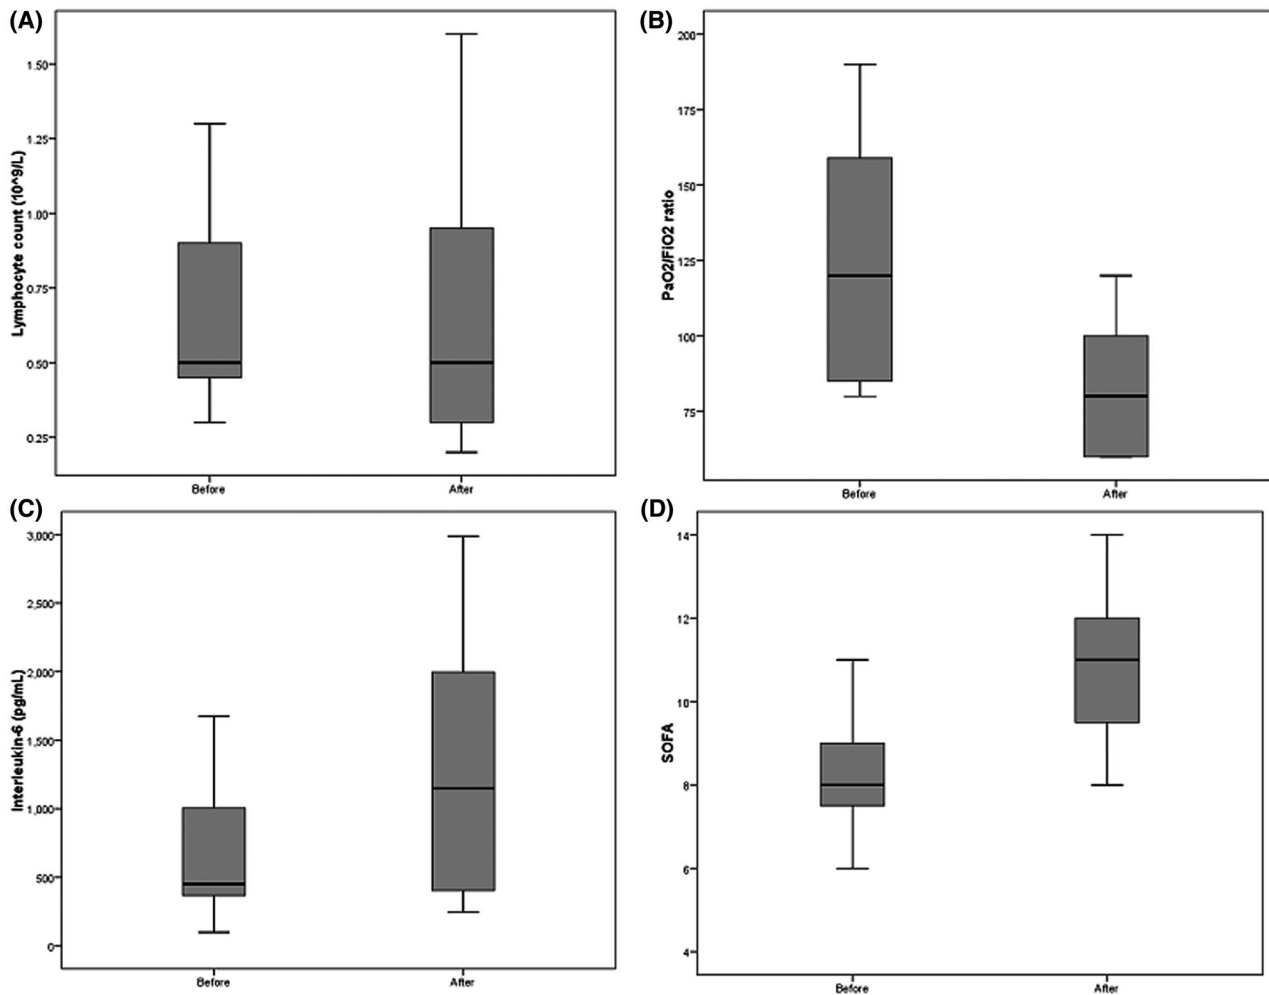 (A)
Lymphocyte count (10^9/L)
1.50
1.25
1.00
0.75
0.50
0.25
Before
After
(B)
PaO2/FiO2 ratio
200
175
150
125
100
75
Before
After
(C)
Interleukin-6 (pg/mL)
3,000
2,500
2,000
1,500
1,000
500
0
Before
After
(D)
SOFA
14
12
10
8
6
4
Before
After